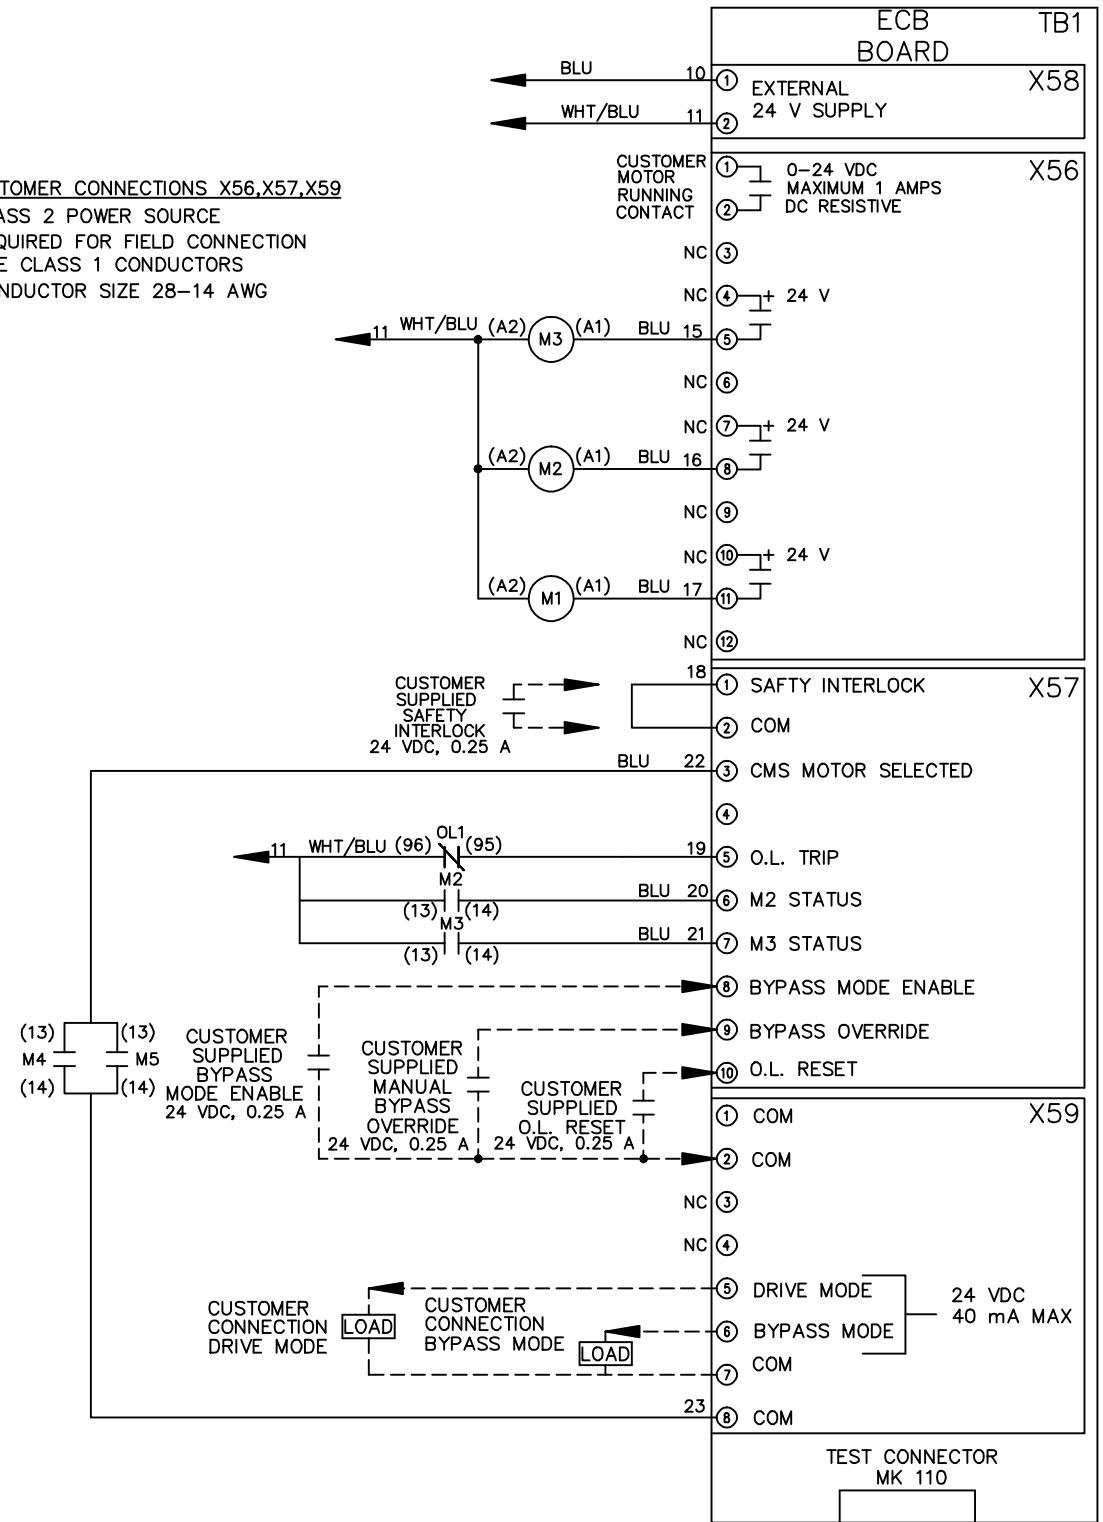 ECB TB1
BOARD
BLU 10 1 EXTERNAL X58
WHT/BLU 11 2 24 V SUPPLY
TOMER CONNECTIONS X56,X57,X59
ASS 2 POWER SOURCE
QUIRED FOR FIELD CONNECTION
E CLASS 1 CONDUCTORS
NDUCTOR SIZE 28-14 AWG
CUSTOMER
MOTOR
RUNNING
CONTACT
1
2
0-24 VDC
MAXIMUM 1 AMPS
DC RESISTIVE
X56
NC 3
NC 4 + 24 V
11 WHT/BLU (A2) M3 (A1) BLU 15 5
NC 6
NC 7 + 24 V
(A2) M2 (A1) BLU 16 8
NC 9
NC 10 + 24 V
(A2) M1 (A1) BLU 17 11
NC 12
CUSTOMER
SUPPLIED
SAFETY
INTERLOCK
24 VDC, 0.25 A
18 1 SAFTY INTERLOCK X57
2 COM
BLU 22 3 CMS MOTOR SELECTED
4
11 WHT/BLU (96) OL1 (95) 19 5 O.L. TRIP
M2
(13) (14) BLU 20 6 M2 STATUS
M3
(13) (14) BLU 21 7 M3 STATUS
8 BYPASS MODE ENABLE
9 BYPASS OVERRIDE
10 O.L. RESET
(13) (13)
M4 M5
(14) (14)
CUSTOMER
SUPPLIED
BYPASS
MODE ENABLE
24 VDC, 0.25 A
CUSTOMER
SUPPLIED
MANUAL
BYPASS
OVERRIDE
24 VDC, 0.25 A
CUSTOMER
SUPPLIED
O.L. RESET
24 VDC, 0.25 A
1 COM X59
2 COM
NC 3
NC 4
5 DRIVE MODE
6 BYPASS MODE
24 VDC
40 mA MAX
CUSTOMER
CONNECTION
DRIVE MODE
LOAD
CUSTOMER
CONNECTION
BYPASS MODE
LOAD
7 COM
23 8 COM
TEST CONNECTOR
MK 110